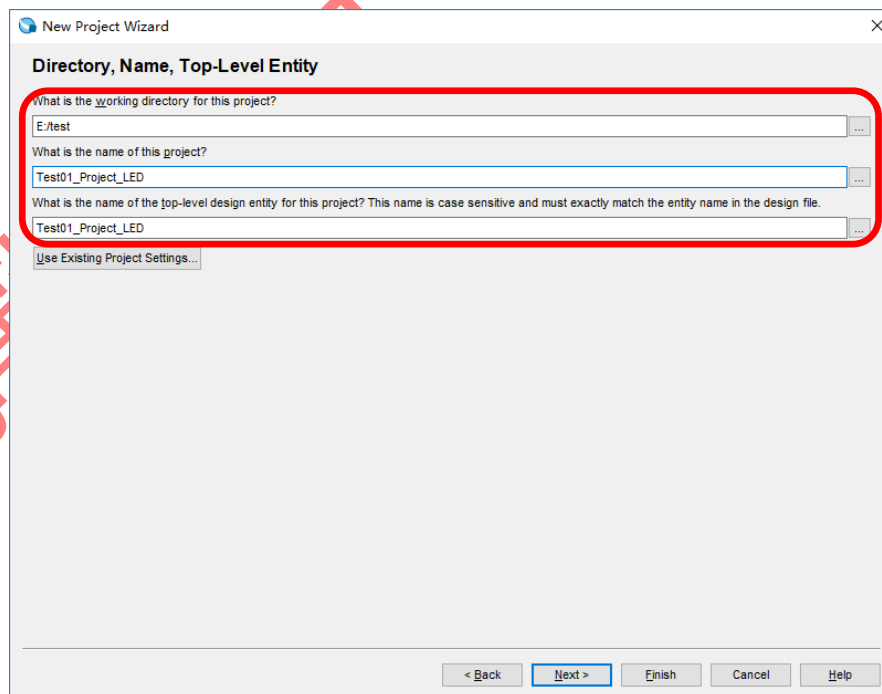 New Project Wizard
Directory, Name, Top-Level Entity
What is the working directory for this project?
E:/test
...
What is the name of this project?
Test01_Project_LED
...
What is the name of the top-level design entity for this project? This name is case sensitive and must exactly match the entity name in the design file.
Test01_Project_LED
...
Use Existing Project Settings...
< Back Next > Finish Cancel Help